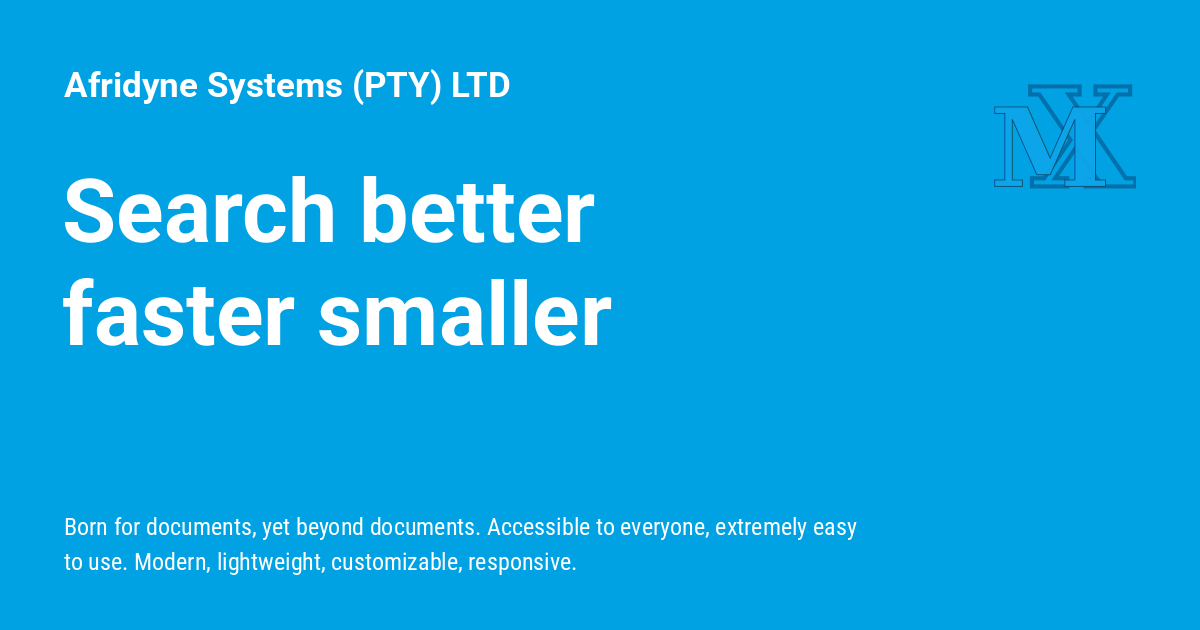 Afridyne Systems (PTY) LTD
MX
Search better
faster smaller
Born for documents, yet beyond documents. Accessible to everyone, extremely easy
to use. Modern, lightweight, customizable, responsive.